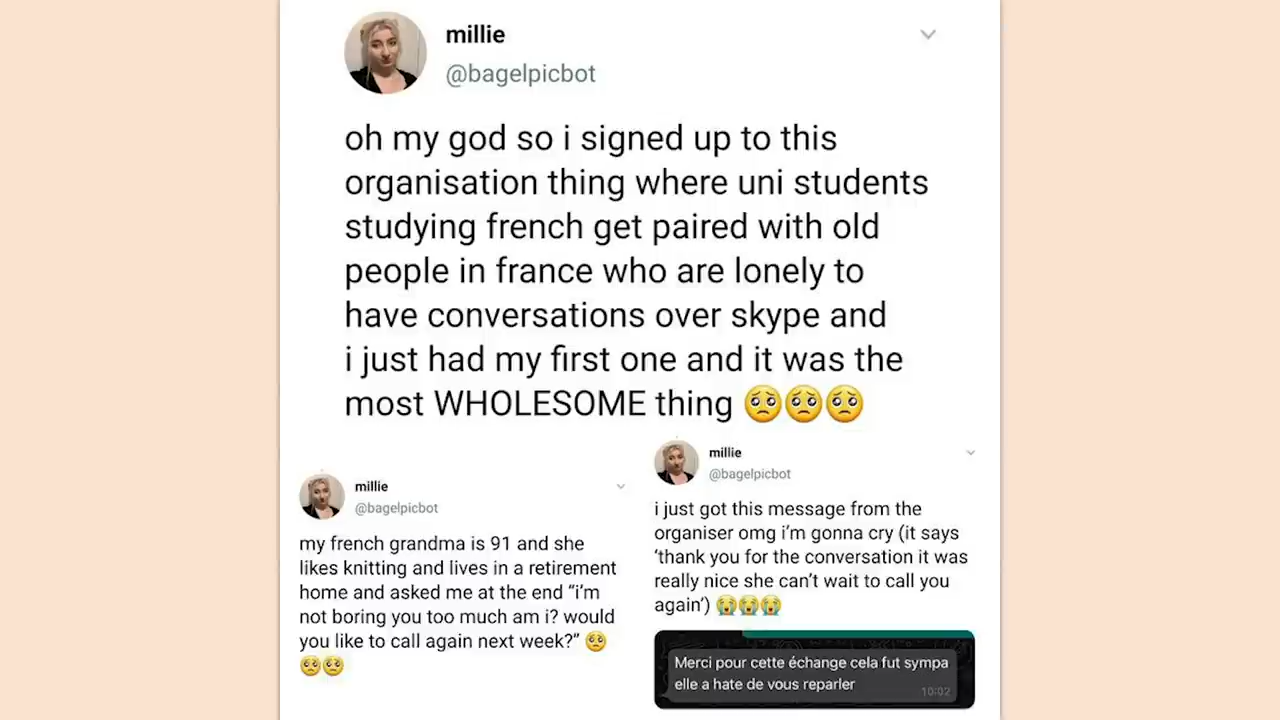 millie
@bagelpicbot
oh my god so i signed up to this
organisation thing where uni students
studying french get paired with old
people in france who are lonely to
have conversations over skype and
i just had my first one and it was the
most WHOLESOME thing 🥺🥺🥺
millie
@bagelpicbot
my french grandma is 91 and she
likes knitting and lives in a retirement
home and asked me at the end “i’m
not boring you too much am i? would
you like to call again next week?” 🥺
🥺🥺
millie
@bagelpicbot
i just got this message from the
organiser omg i’m gonna cry (it says
‘thank you for the conversation it was
really nice she can’t wait to call you
again’) 😭😭😭
Merci pour cette échange cela fut sympa
elle a hate de vous reparler
10:02